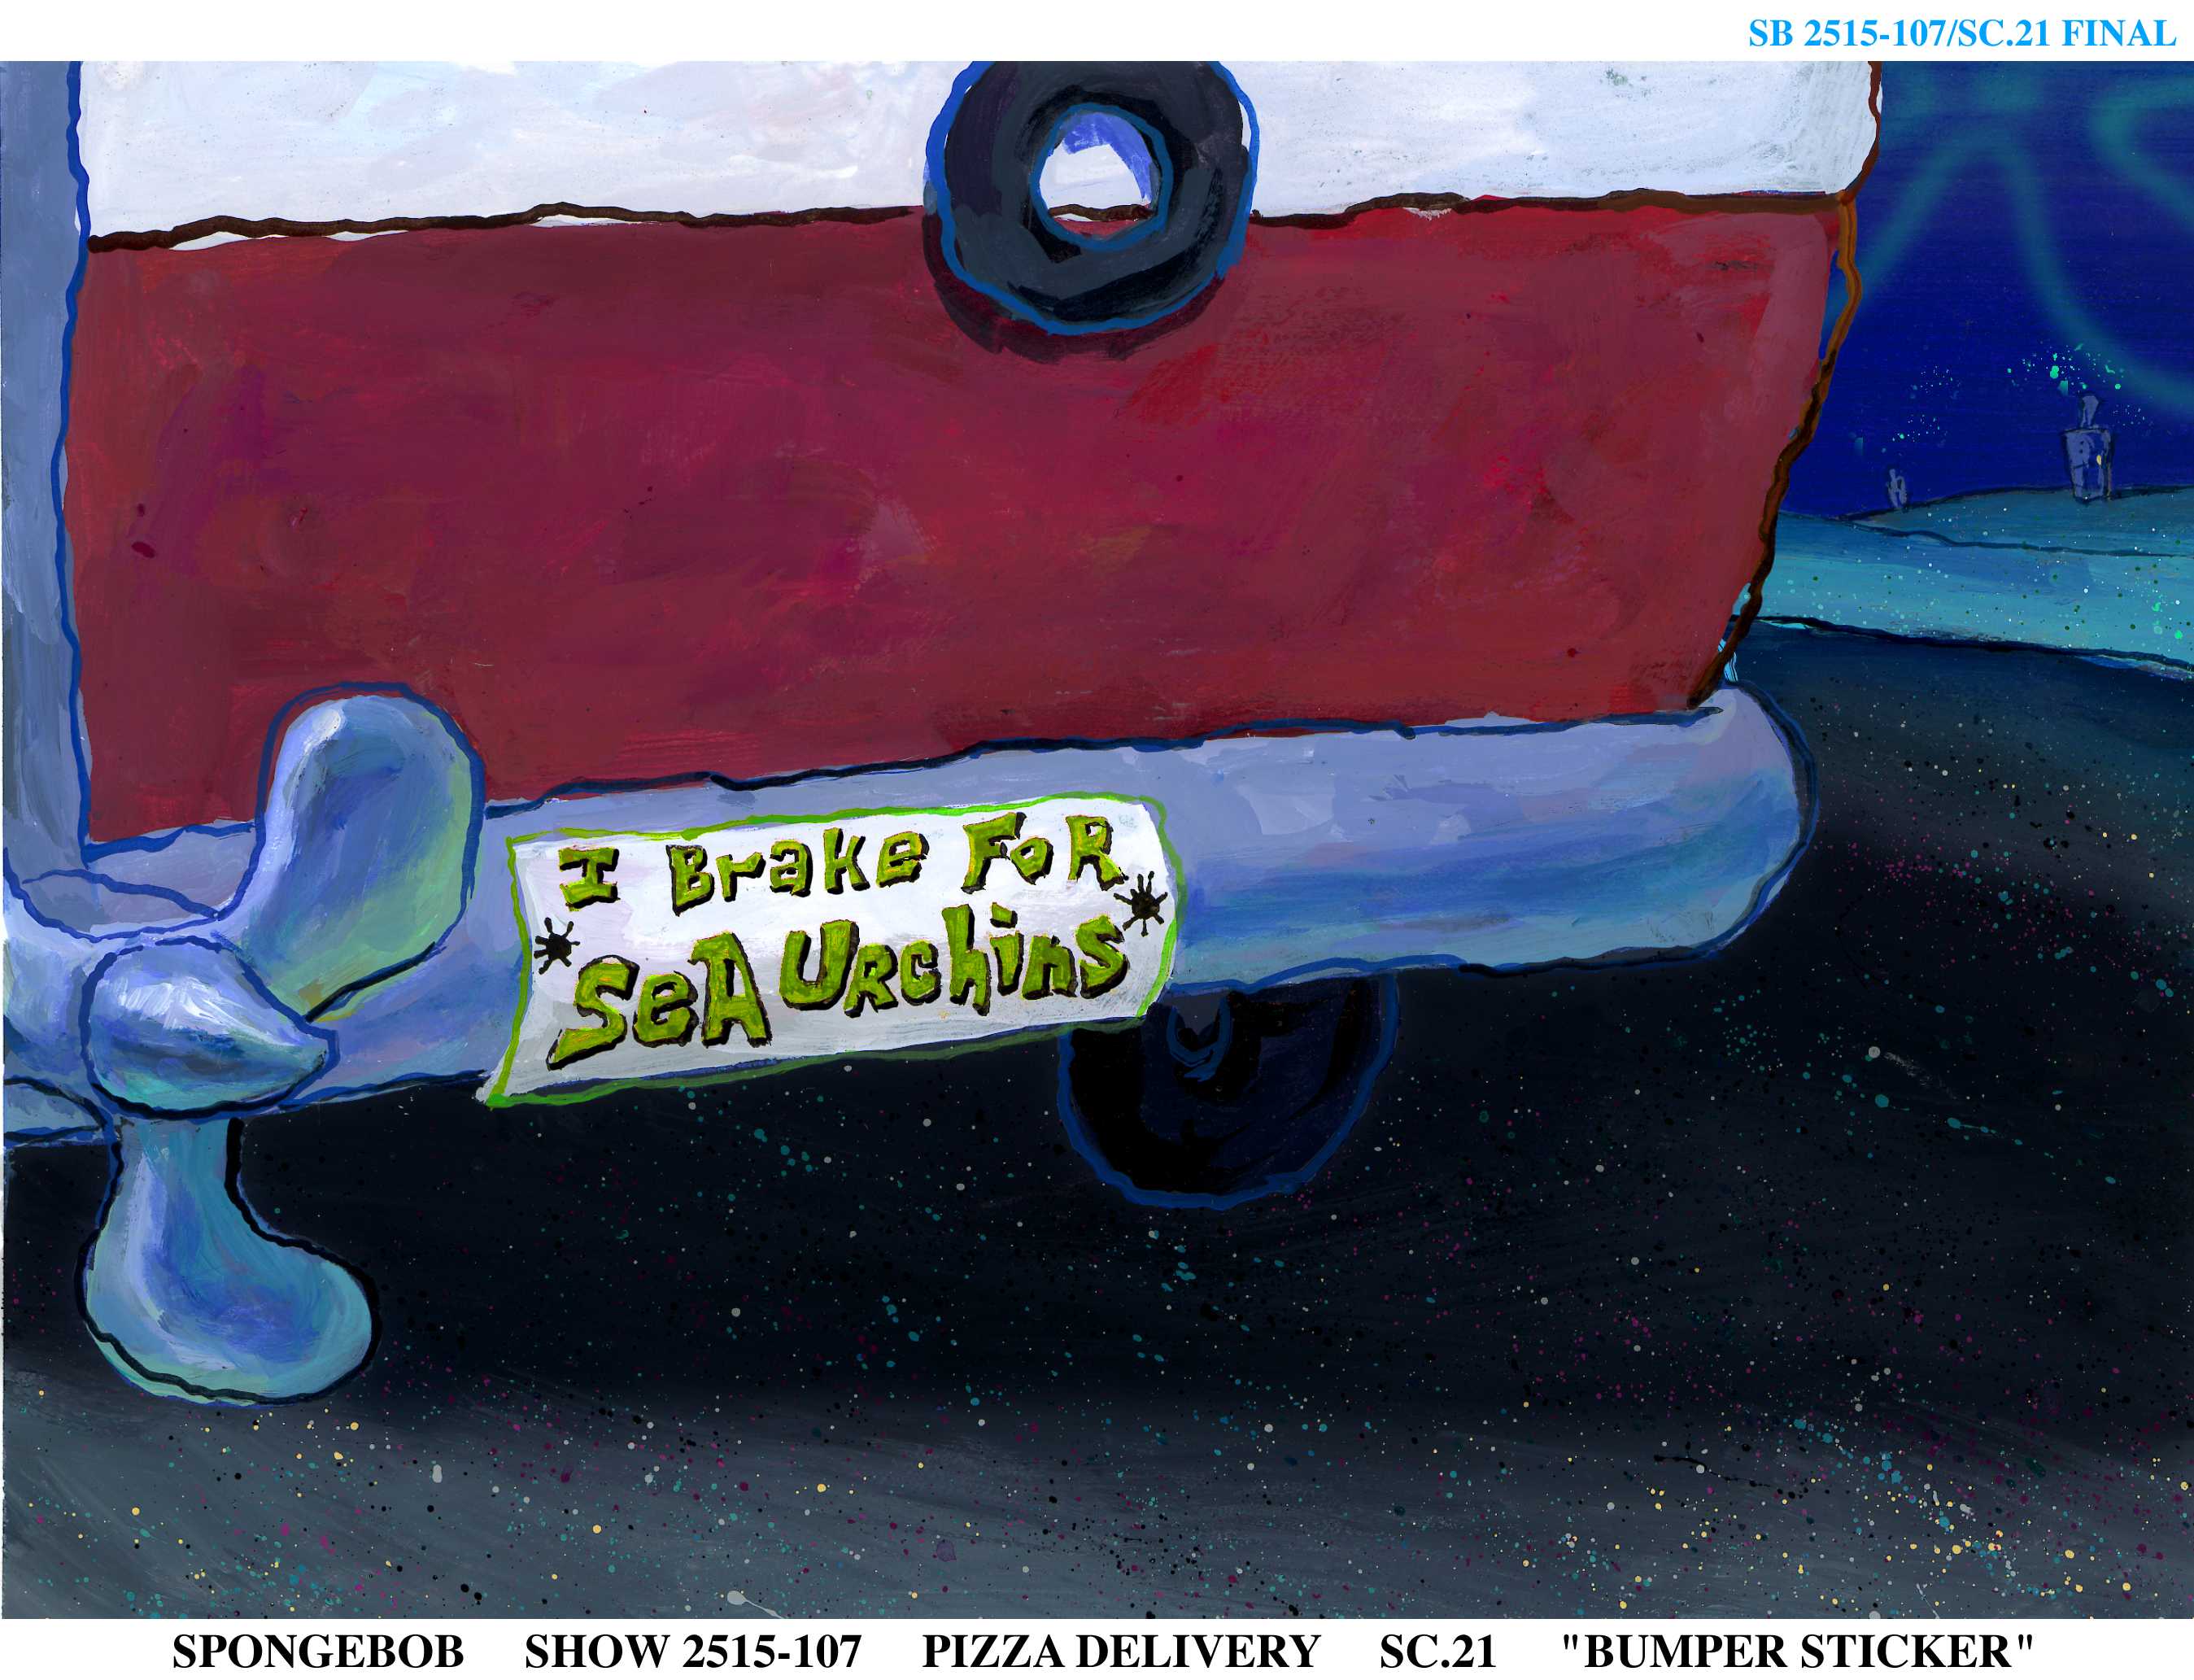 SB 2515-107/SC.21 FINAL
I Brake FoR
SeA URchins
SPONGEBOB SHOW 2515-107 PIZZA DELIVERY SC.21 "BUMPER STICKER"